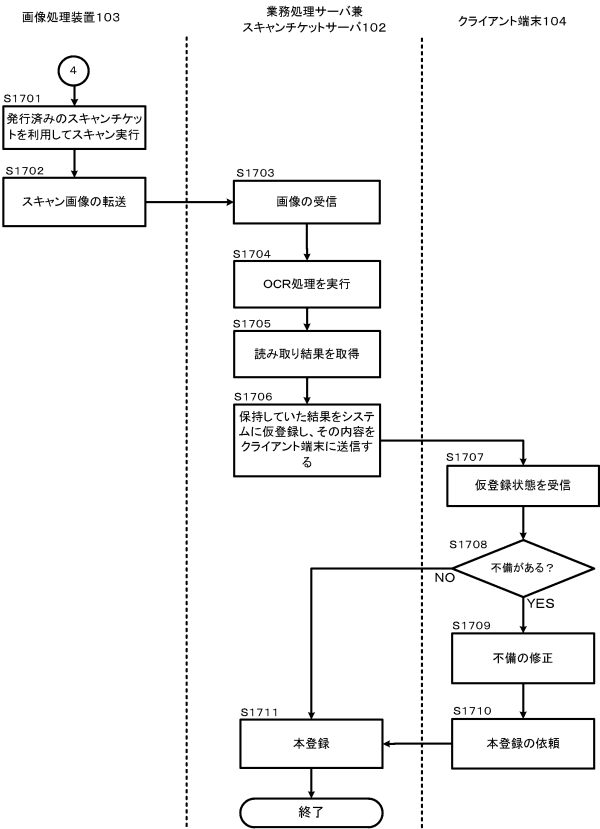 画像処理装置103
業務処理サーバ兼
スキャンチケットサーバ102
クライアント端末104
4
S1701
発行済みのスキャンチケッ
トを利用してスキャン実行
S1702
スキャン画像の転送
S1703
画像の受信
S1704
OCR処理を実行
S1705
読み取り結果を取得
S1706
保持していた結果をシステ
ムに仮登録し、その内容を
クライアント端末に送信す
る
S1707
仮登録状態を受信
S1708
不備がある？
NO
YES
S1709
不備の修正
S1710
本登録の依頼
S1711
本登録
終了